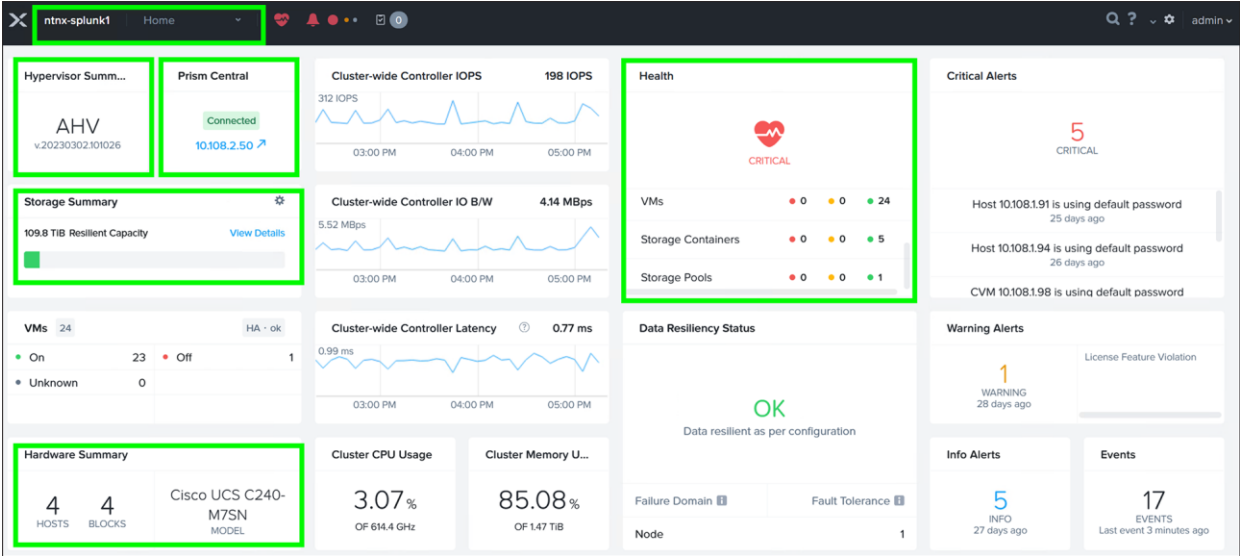 ntnx-splunk1 Home 0 ? admin
Hypervisor Summ...
AHV
v.20230302.101026
Prism Central
Connected
10.108.2.50
Storage Summary
109.8 TiB Resilient Capacity View Details
VMs 24 HA · ok
On 23 Off 1
Unknown 0
Hardware Summary
4
HOSTS
4
BLOCKS
Cisco UCS C240-
M7SN
MODEL
Cluster-wide Controller IOPS 198 IOPS
312 IOPS
03:00 PM 04:00 PM 05:00 PM
Cluster-wide Controller IO B/W 4.14 MBps
5.52 MBps
03:00 PM 04:00 PM 05:00 PM
Cluster-wide Controller Latency ? 0.77 ms
0.99 ms
03:00 PM 04:00 PM 05:00 PM
Cluster CPU Usage
3.07%
OF 614.4 GHz
Cluster Memory U...
85.08%
OF 1.47 TiB
Health
CRITICAL
VMs 0 0 24
Storage Containers 0 0 5
Storage Pools 0 0 1
Data Resiliency Status
OK
Data resilient as per configuration
Failure Domain Fault Tolerance
Node 1
Critical Alerts
5
CRITICAL
Host 10.108.1.91 is using default password
25 days ago
Host 10.108.1.94 is using default password
26 days ago
CVM 10.108.1.98 is using default password
Warning Alerts
1
WARNING
28 days ago
License Feature Violation
Info Alerts
5
INFO
27 days ago
Events
17
EVENTS
Last event 3 minutes ago